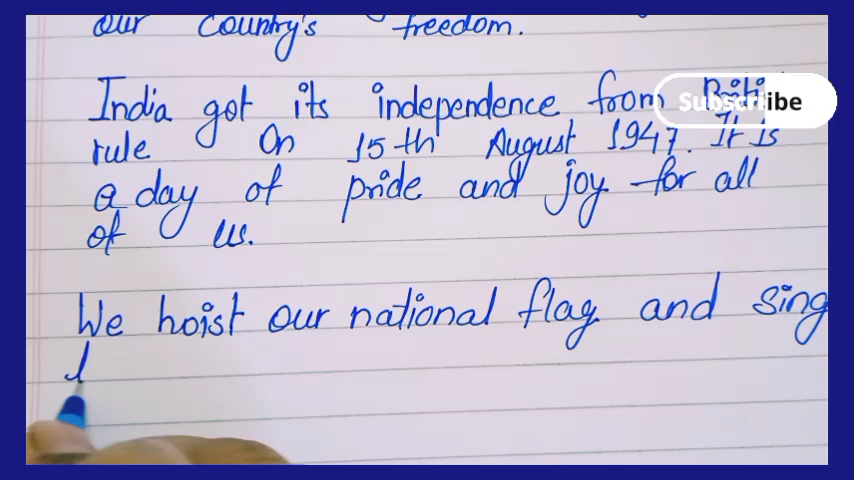 our country's freedom.
India got its independence from
rule On 15th August 1947. It is
a day of pride and joy for all
of us.
We hoist our national flag and sing
Subscribe